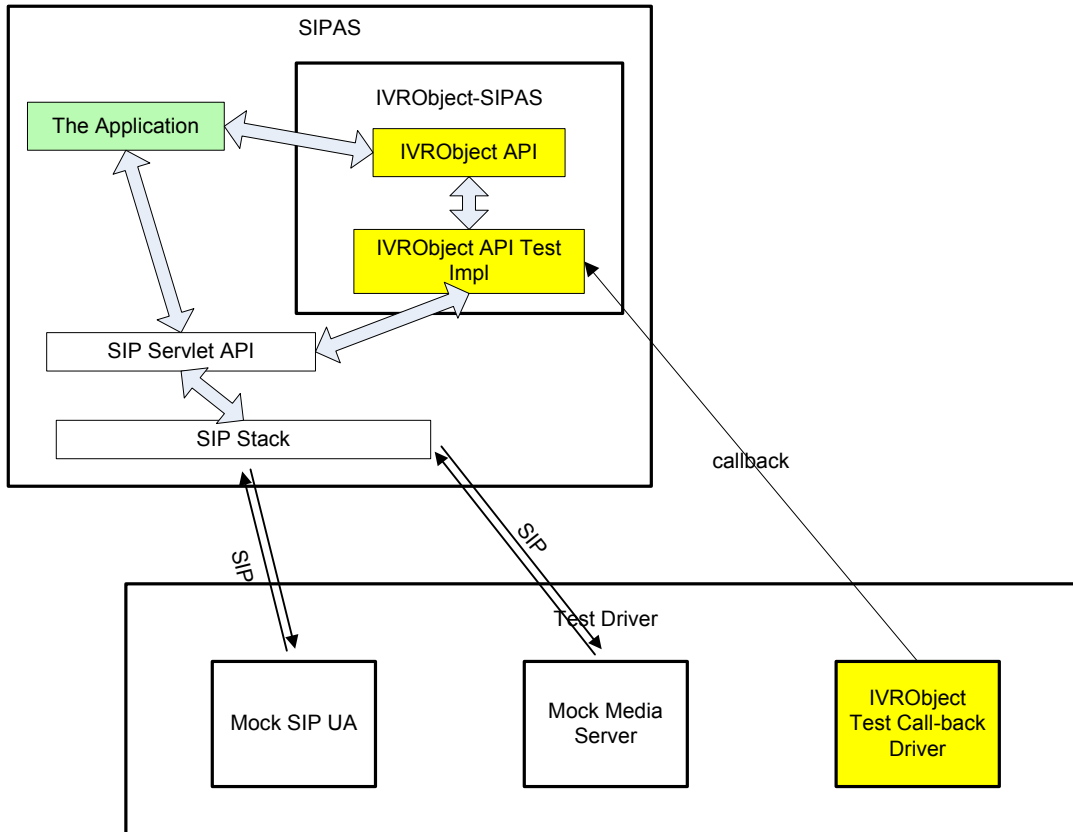 SIPAS
IVRObject-SIPAS
The Application
IVRObject API
IVRObject API Test
Impl
SIP Servlet API
SIP Stack
callback
SIP
SIP
Test Driver
Mock SIP UA
Mock Media
Server
IVRObject
Test Call-back
Driver